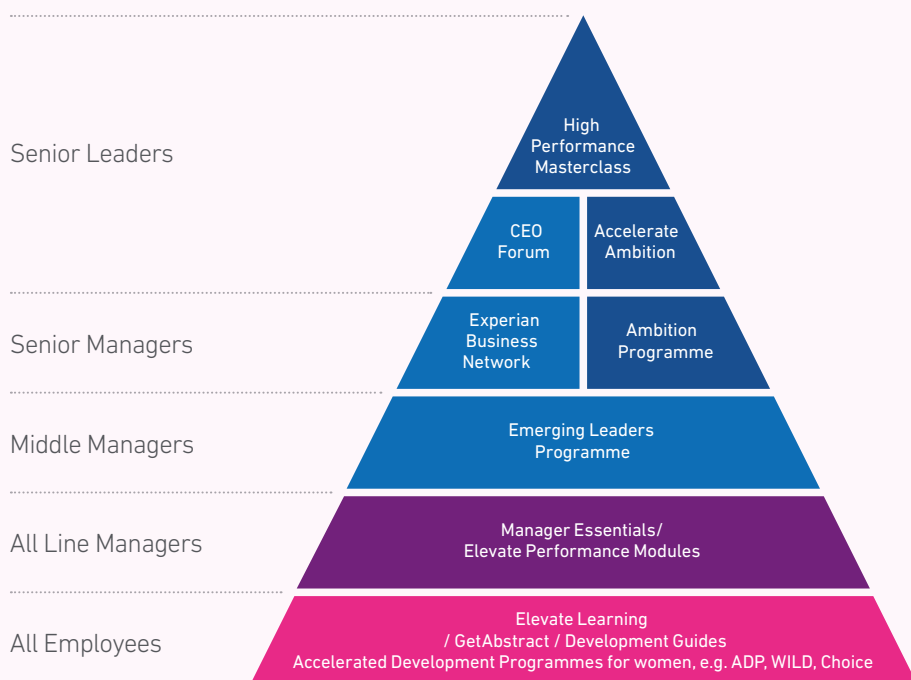 Senior Leaders
High
Performance
Masterclass
CEO
Forum
Accelerate
Ambition
Senior Managers
Experian
Business
Network
Ambition
Programme
Middle Managers
Emerging Leaders
Programme
All Line Managers
Manager Essentials/
Elevate Performance Modules
All Employees
Elevate Learning
/ GetAbstract / Development Guides
Accelerated Development Programmes for women, e.g. ADP, WILD, Choice